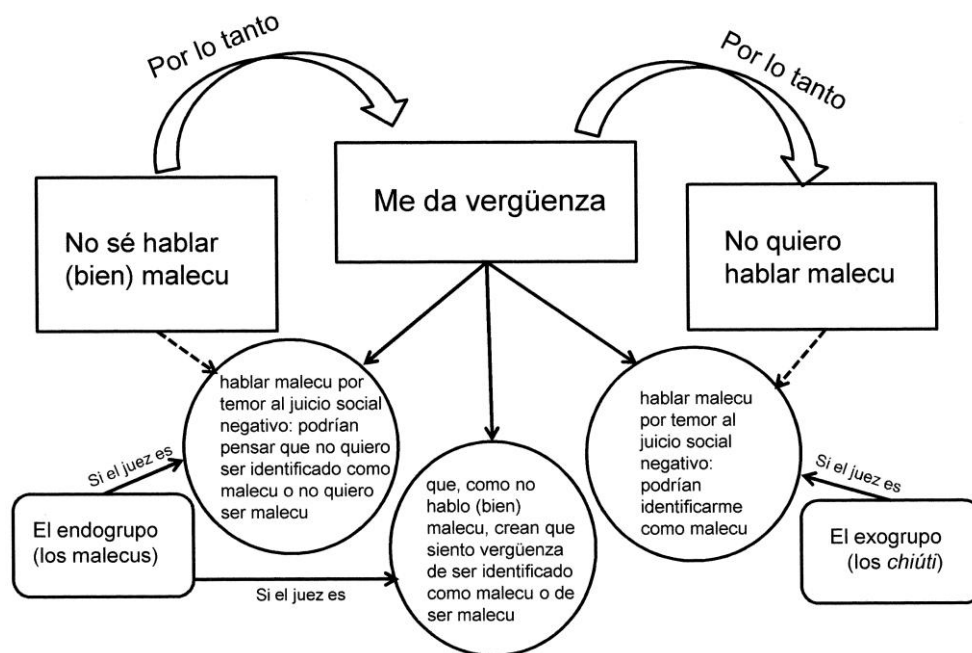 Por lo tanto
Por lo tanto
Me da vergüenza
No sé hablar
(bien) malecu
No quiero
hablar malecu
hablar malecu por
temor al juicio social
negativo: podrían
pensar que no quiero
ser identificado como
malecu o no quiero
ser malecu
hablar malecu
por temor al
juicio social
negativo:
podrían
identificarme
como malecu
Si el juez es
Si el juez es
que, como no
hablo (bien)
malecu, crean que
siento vergüenza
de ser identificado
como malecu o de
ser malecu
El endogrupo
(los malecus)
El exogrupo
(los chiúti)
Si el juez es